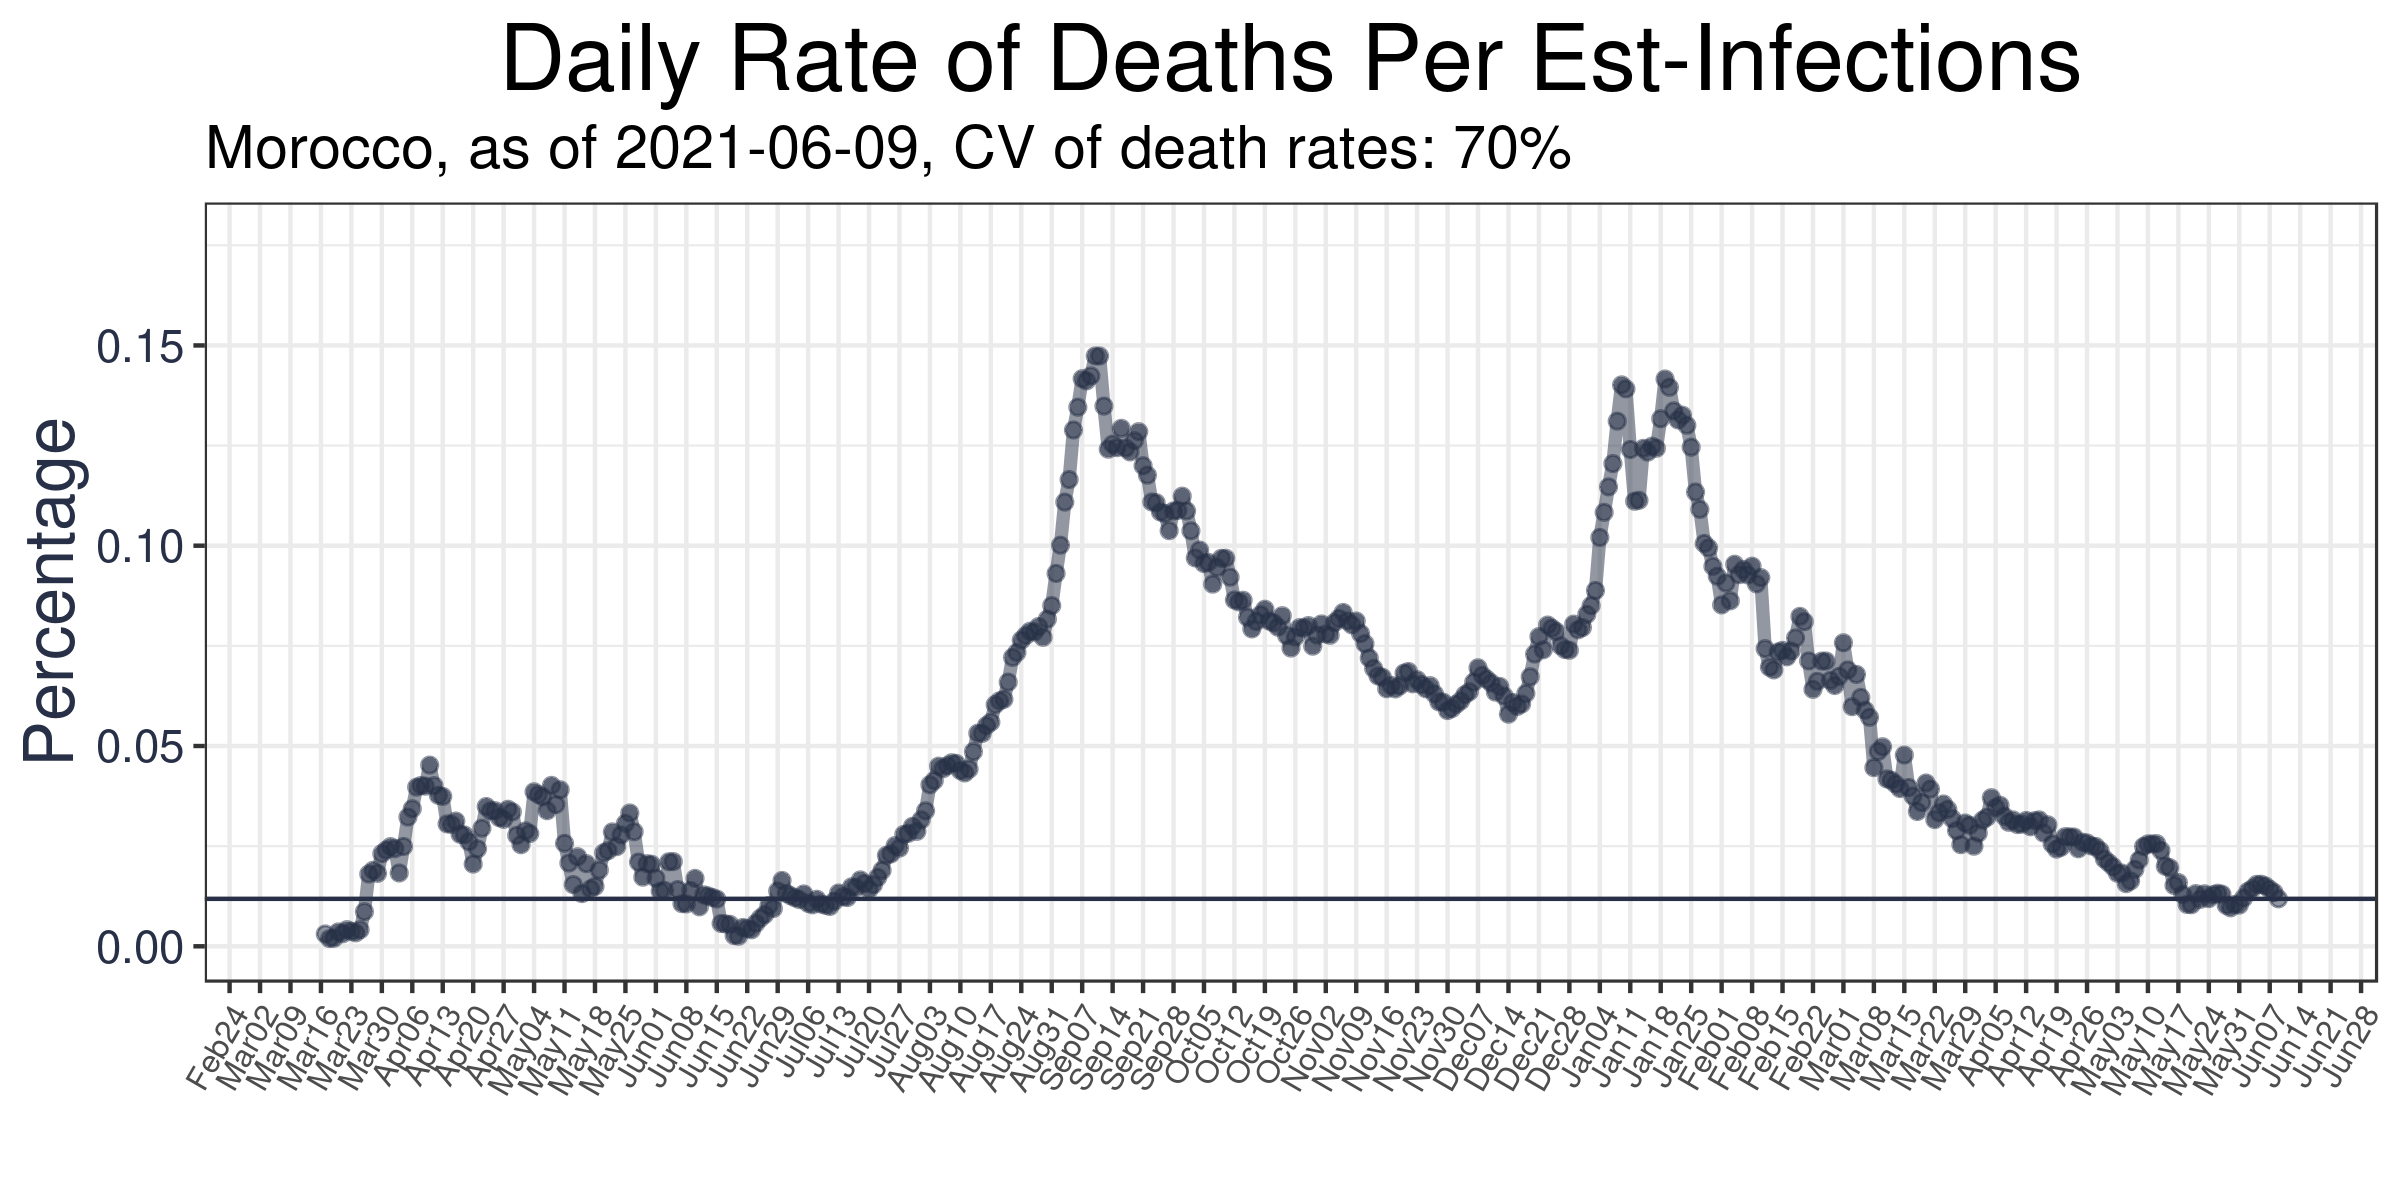 Daily Rate of Deaths Per Est-Infections
Morocco, as of 2021-06-09, CV of death rates: 70%
Percentage
0.15
0.10
0.05
0.00
Feb24
Mar02
Mar09
Mar16
Mar23
Mar30
Apr06
Apr13
Apr20
Apr27
May04
May11
May18
May25
Jun01
Jun08
Jun15
Jun22
Jun29
Jul06
Jul13
Jul20
Jul27
Aug03
Aug10
Aug17
Aug24
Aug31
Sep07
Sep14
Sep21
Sep28
Oct05
Oct12
Oct19
Oct26
Nov02
Nov09
Nov16
Nov23
Nov30
Dec07
Dec14
Dec21
Dec28
Jan04
Jan11
Jan18
Jan25
Feb01
Feb08
Feb15
Feb22
Mar01
Mar08
Mar15
Mar22
Mar29
Apr05
Apr12
Apr19
Apr26
May03
May10
May17
May24
May31
Jun07
Jun14
Jun21
Jun28